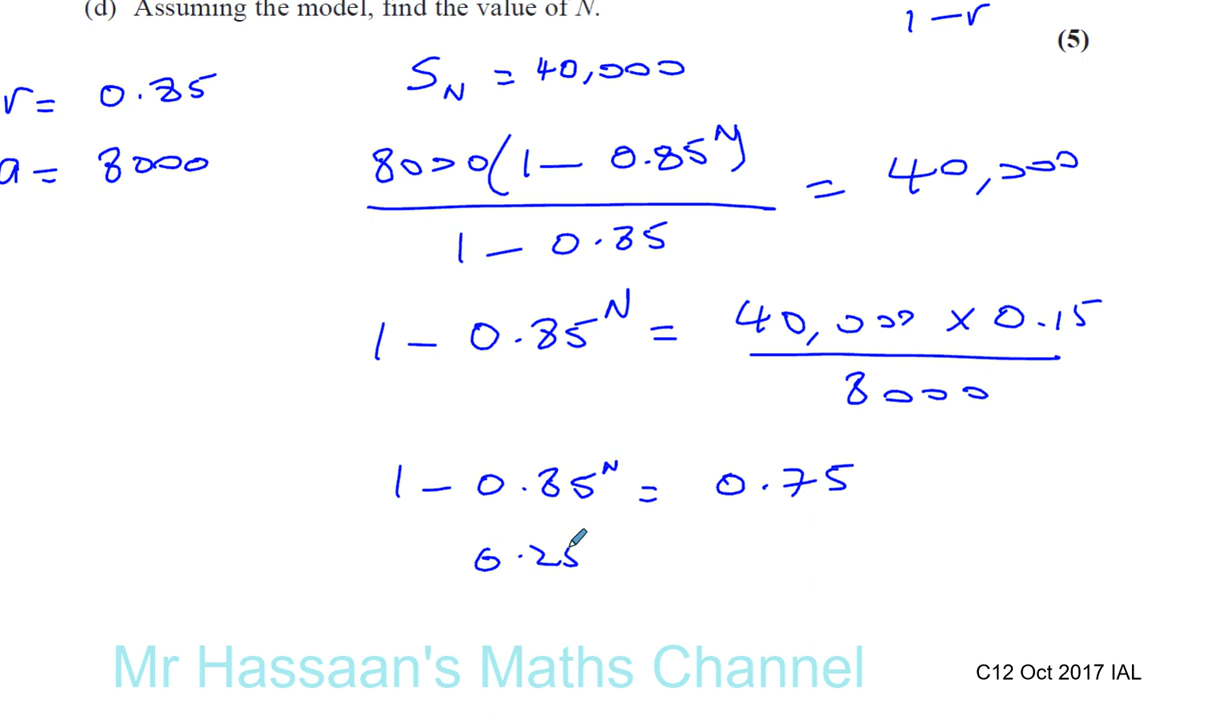 (d) Assuming the model, find the value of N.
1 - r
(5)
r = 0.85
S_N = 40,000
a = 8000
8000(1 - 0.85^N)
= 40,000
1 - 0.85
1 - 0.85^N = 40,000 x 0.15
8000
1 - 0.85^N = 0.75
0.25
Mr Hassaan's Maths Channel
C12 Oct 2017 IAL